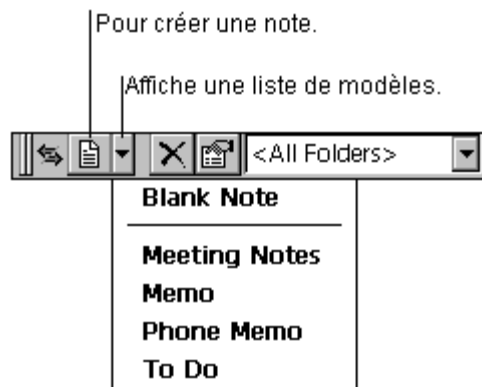 Pour créer une note.
Affiche une liste de modèles.
<All Folders>
Blank Note
Meeting Notes
Memo
Phone Memo
To Do